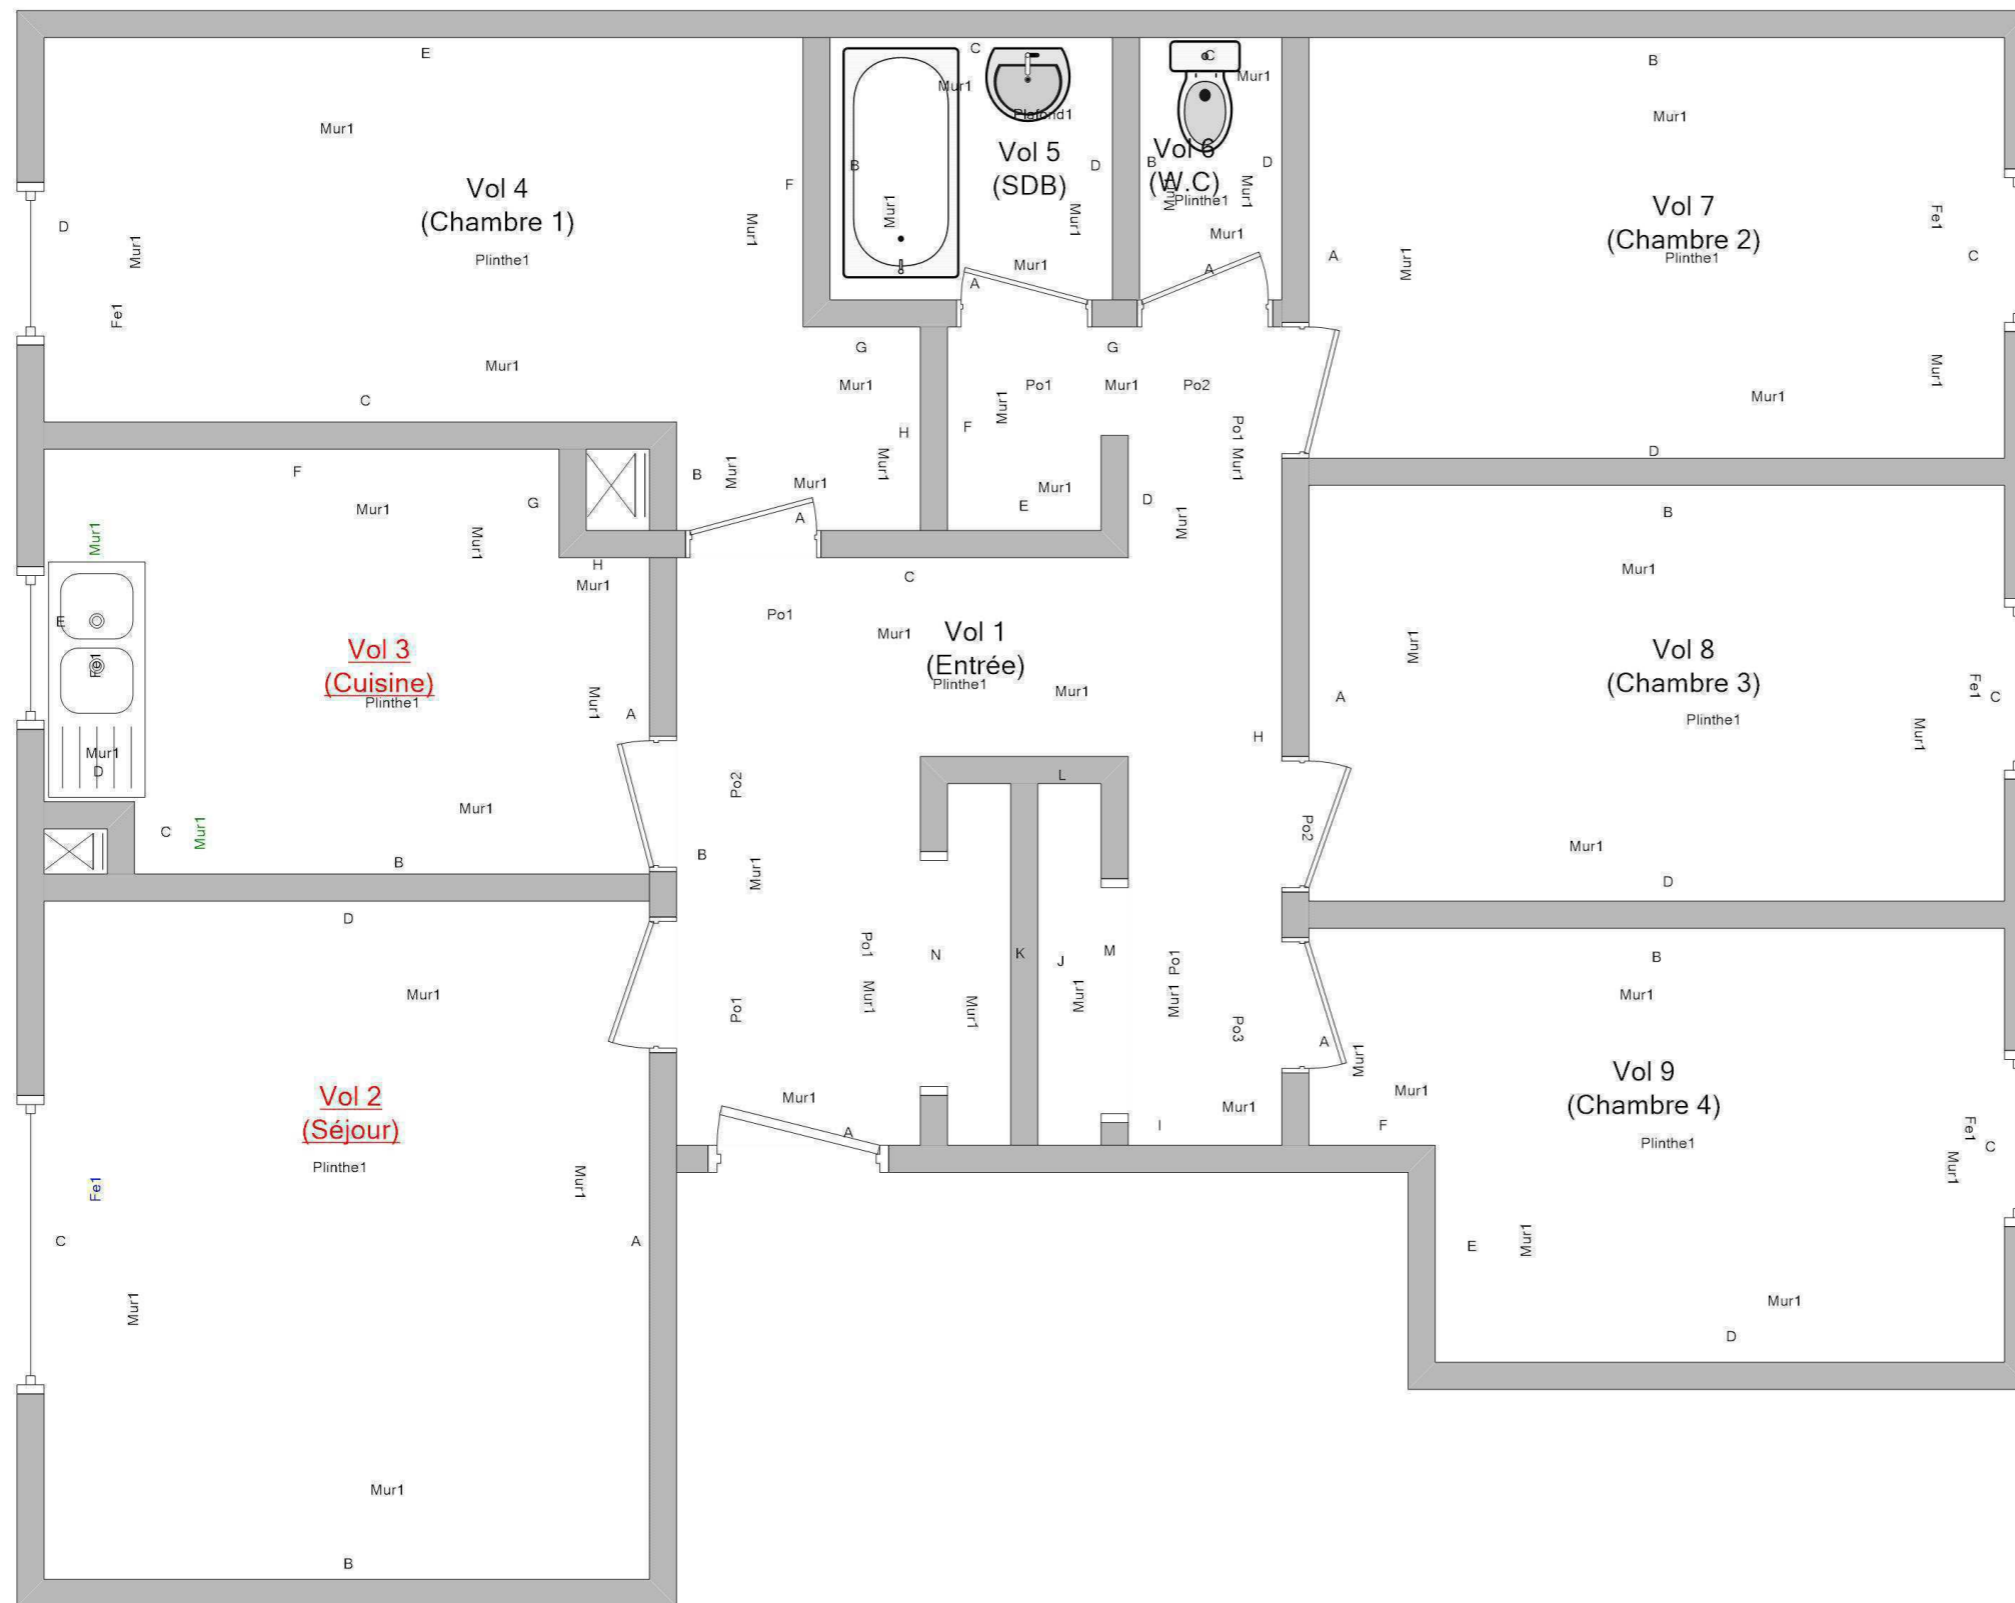 E
Mur1
Vol 4
(Chambre 1)
Plinthe1
D
Mur1
Fe1
F
Mur1
Mur1
C
G
Mur1
H
Mur1
B
Mur1
Mur1
A
C
Mur1
Plafond1
Vol 5
(SDB)
B
Mur1
D
Mur1
Mur1
A
C
Mur1
Vol 6
(W.C)
B
Mur1
D
Mur1
Plinthe1
Mur1
A
B
Mur1
Vol 7
(Chambre 2)
Plinthe1
A
Mur1
Fe1
C
Mur1
Mur1
D
F
Mur1
G
Mur1
Mur1
H
Mur1
E
Fe1
Vol 3
(Cuisine)
Plinthe1
Mur1
A
Mur1
D
C
Mur1
Mur1
B
G
Po1
Mur1
Po2
F
Mur1
Mur1
E
Po1
Mur1
D
Mur1
C
Po1
Mur1
Vol 1
(Entrée)
Plinthe1
Mur1
H
Po2
B
Mur1
L
Po2
Po1
N
K
J
M
Po1
Mur1
Mur1
Mur1
Mur1
Po1
Po3
Mur1
A
Mur1
I
B
Mur1
Vol 8
(Chambre 3)
Plinthe1
A
Mur1
Fe1
C
Mur1
Mur1
D
D
Mur1
Vol 2
(Séjour)
Plinthe1
Fe1
C
Mur1
Mur1
A
Mur1
B
B
Mur1
Vol 9
(Chambre 4)
Plinthe1
A
Mur1
Mur1
F
Fe1
C
Mur1
E
Mur1
Mur1
D